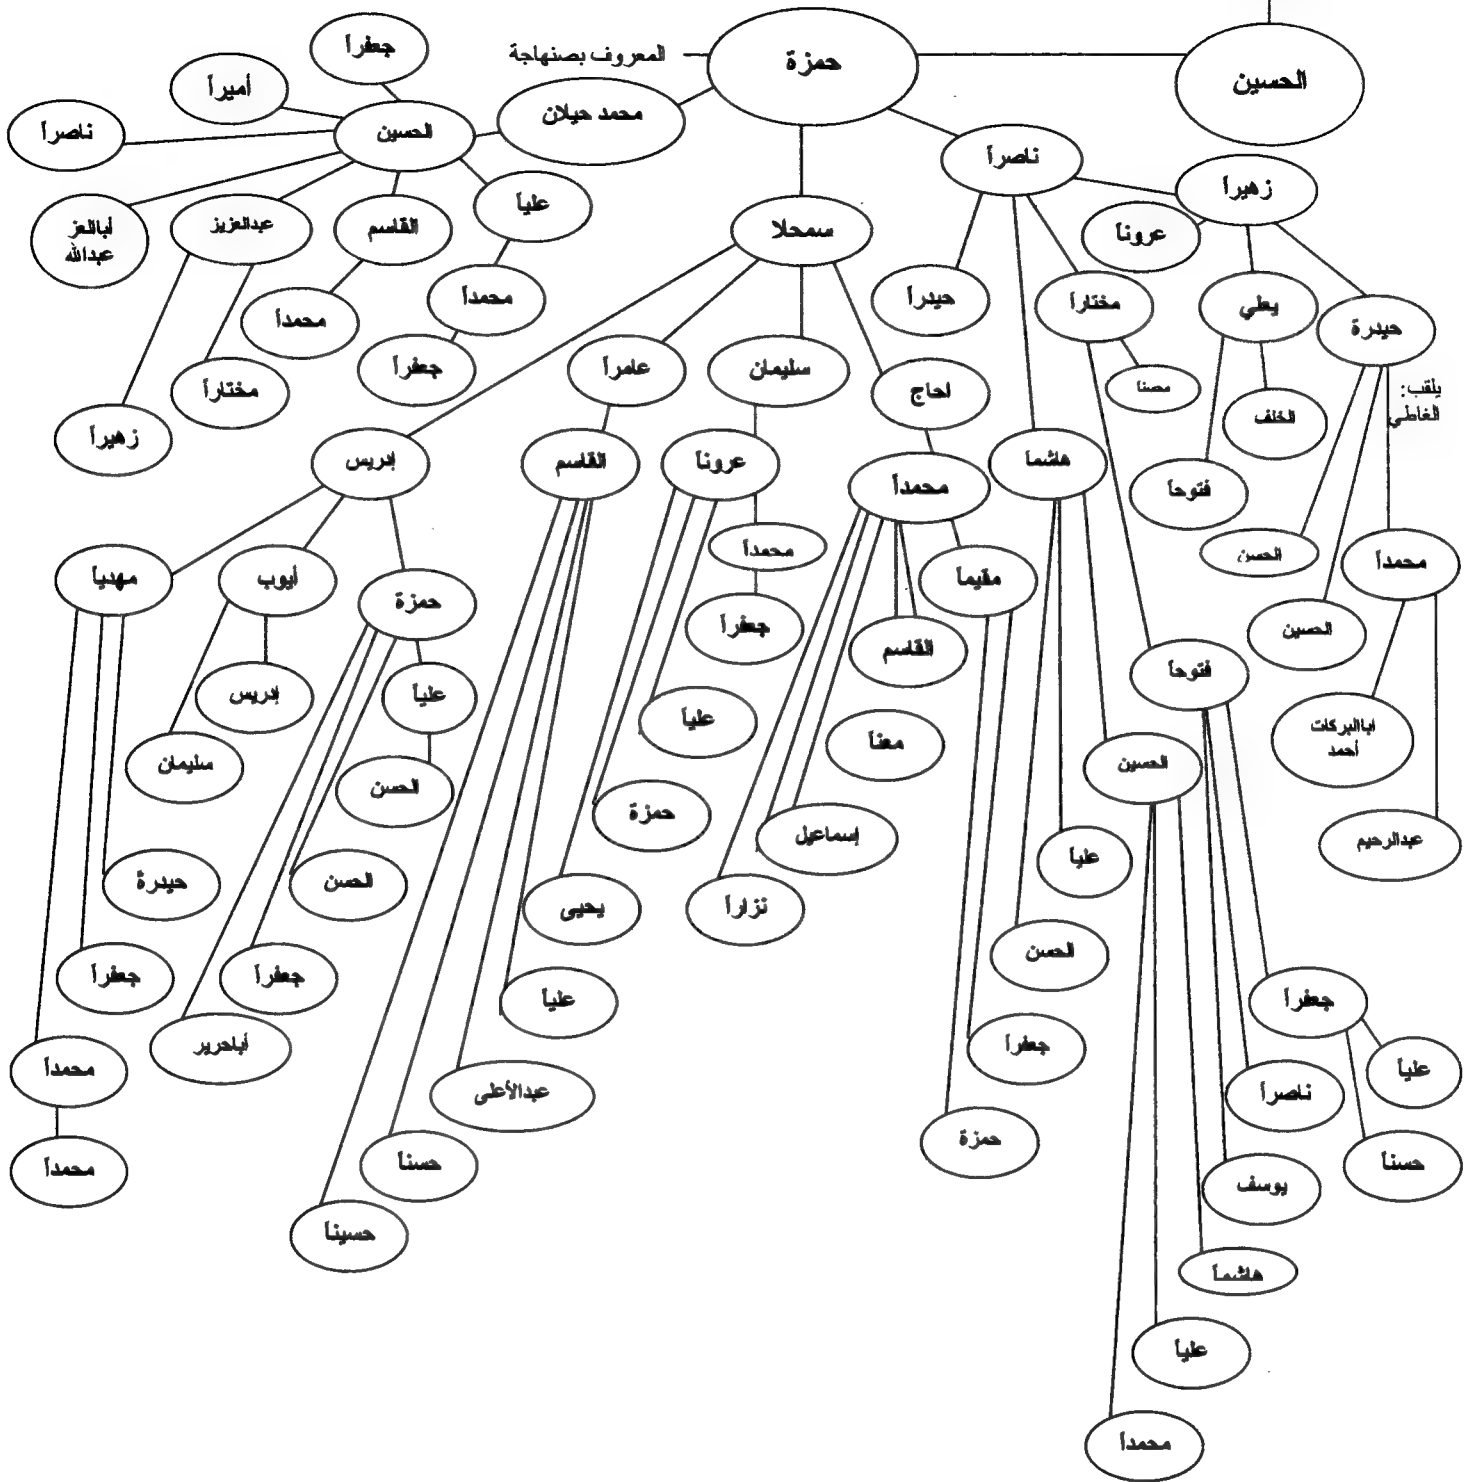 الحسين
حمزة
المعروف بصنهاجة
محمد حيلان
جعفراً
أميراً
ناصراً
الحسين
ناصراً
زهيراً
عروناً
سمحلا
علياً
القاسم
عبدالعزيز
أباالعز
عبدالله
حيدرة
يلقب:
الغاطي
يعلي
مختاراً
حيدراً
محمداً
محمداً
مصنا
الخلف
احاج
سليمان
عامراً
جعفراً
مختاراً
زهيراً
فتوحاً
هاشما
محمداً
عروناً
القاسم
إدريس
الحسن
محمداً
محمداً
مقيماً
حمزة
أيوب
مهدياً
الحسين
فتوحاً
القاسم
جعفراً
علياً
إدريس
اباالبركات
أحمد
الحسين
معناً
علياً
سليمان
الحسن
عبدالرحيم
علياً
إسماعيل
حمزة
نزاراً
يحيى
الحسن
حيدرة
الحسن
جعفراً
جعفراً
علياً
جعفراً
جعفراً
أباحرير
علياً
ناصراً
عبدالأعلى
محمداً
حمزة
حسناً
حسناً
محمداً
يوسف
حسيناً
هاشماً
علياً
محمداً